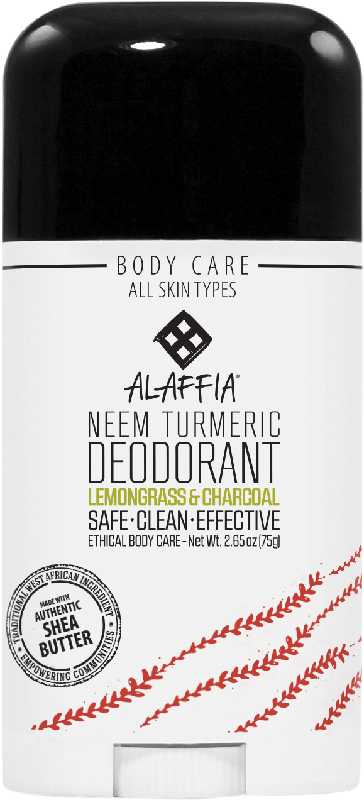 BODY CARE
ALL SKIN TYPES
ALAFFIA®
NEEM TURMERIC
DEODORANT
LEMONGRASS & CHARCOAL
SAFE • CLEAN • EFFECTIVE
ETHICAL BODY CARE - Net Wt. 2.65oz (75g)
TRADITIONAL WEST AFRICAN INGREDIENT
MADE WITH
AUTHENTIC
SHEA
BUTTER
• EMPOWERING COMMUNITIES •